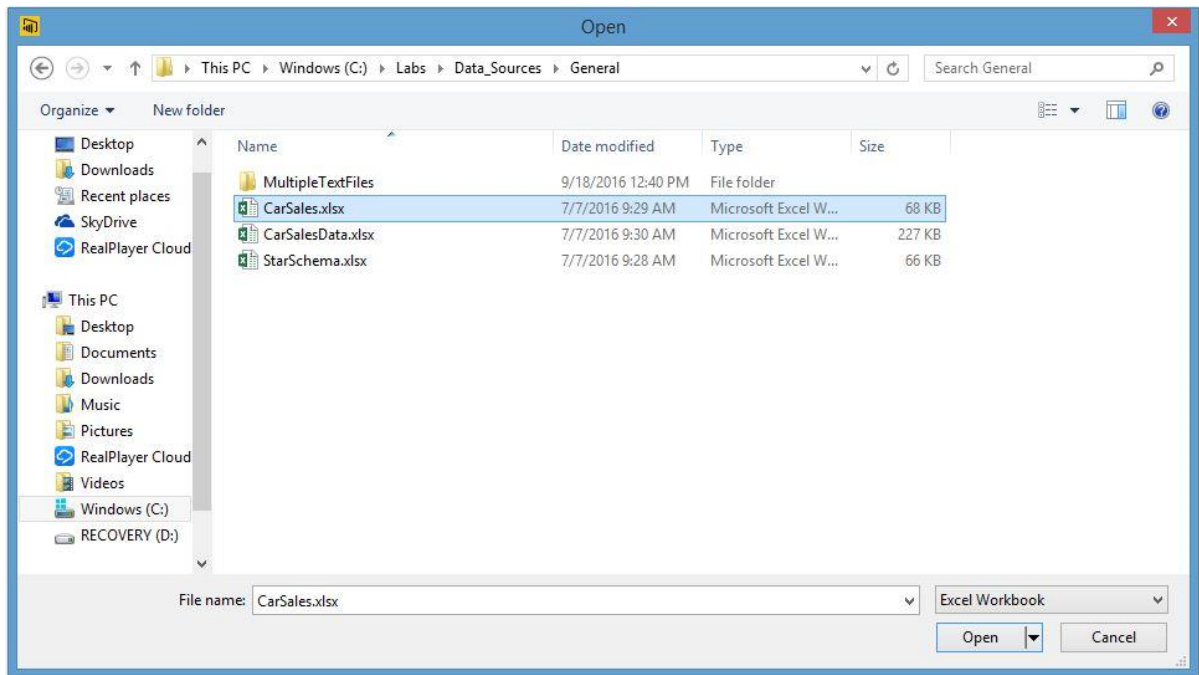 Open
This PC Windows (C:) Labs Data_Sources General Search General
Organize New folder
Name Date modified Type Size
MultipleTextFiles 9/18/2016 12:40 PM File folder
CarSales.xlsx 7/7/2016 9:29 AM Microsoft Excel W... 68 KB
CarSalesData.xlsx 7/7/2016 9:30 AM Microsoft Excel W... 227 KB
StarSchema.xlsx 7/7/2016 9:28 AM Microsoft Excel W... 66 KB
Desktop
Downloads
Recent places
SkyDrive
RealPlayer Cloud
This PC
Desktop
Documents
Downloads
Music
Pictures
RealPlayer Cloud
Videos
Windows (C:)
RECOVERY (D:)
File name: CarSales.xlsx Excel Workbook
Open Cancel